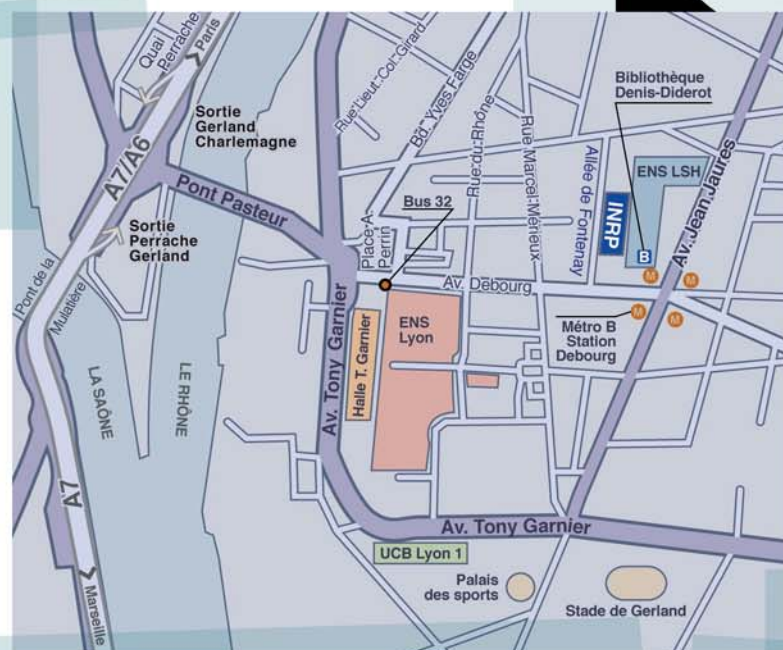 Quai
Perrache
Paris
Sortie
Gerland
Charlemagne
A7/A6
Rue Lieut. Col. Girard
Bd. Yves Farge
Rue du Rhône
Rue Marcel Mérieux
Allée de Fontenay
Bibliothèque
Denis-Diderot
ENS LSH
INRP
B
Av. Jean Jaures
Pont Pasteur
Bus 32
Place A.
Perrin
Sortie
Perrache
Gerland
Pont de la
Mulatière
Av. Debourg
M
M
M
M
Métro B
Station
Debourg
ENS
Lyon
Halle T. Garnier
Av. Tony Garnier
LA SAÔNE
LE RHÔNE
A7
Marseille
Av. Tony Garnier
UCB Lyon 1
Palais
des sports
Stade de Gerland